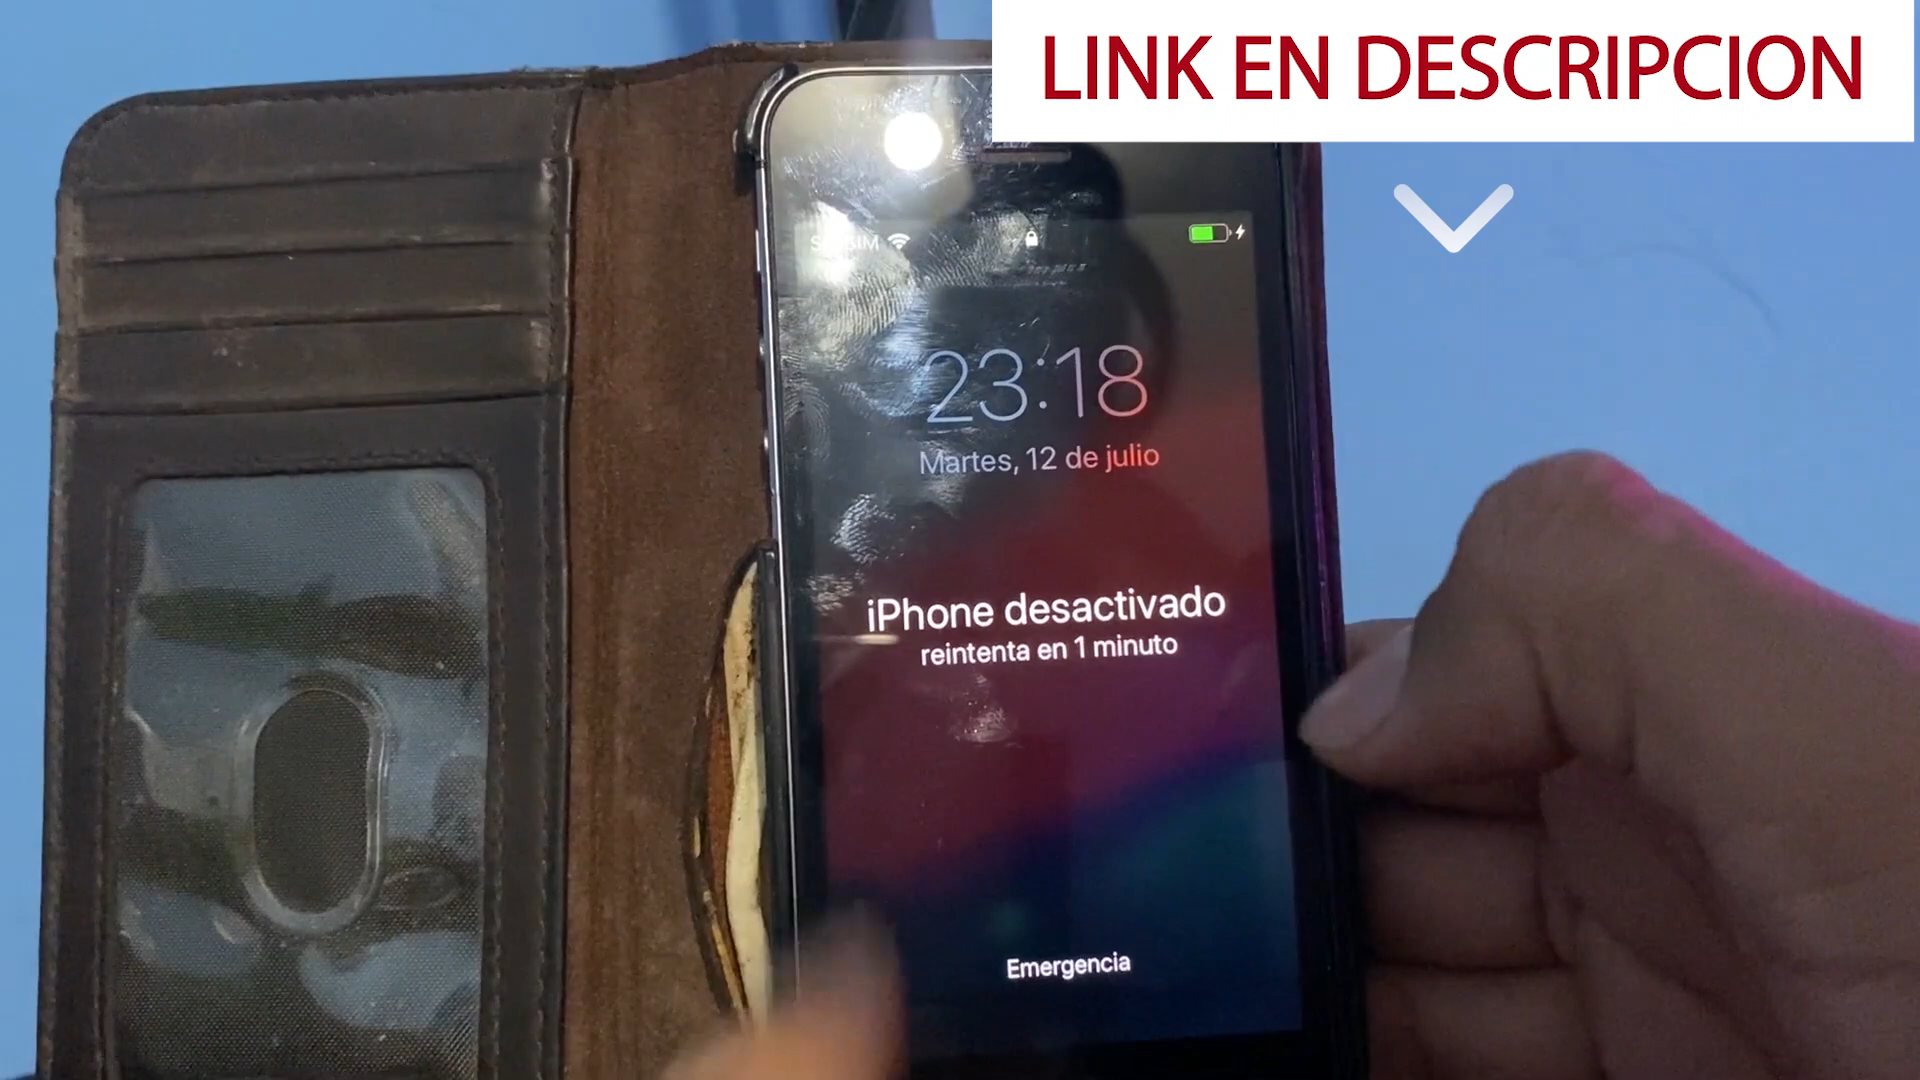 LINK EN DESCRIPCION
23:18
Martes, 12 de julio
iPhone desactivado
reintenta en 1 minuto
Emergencia